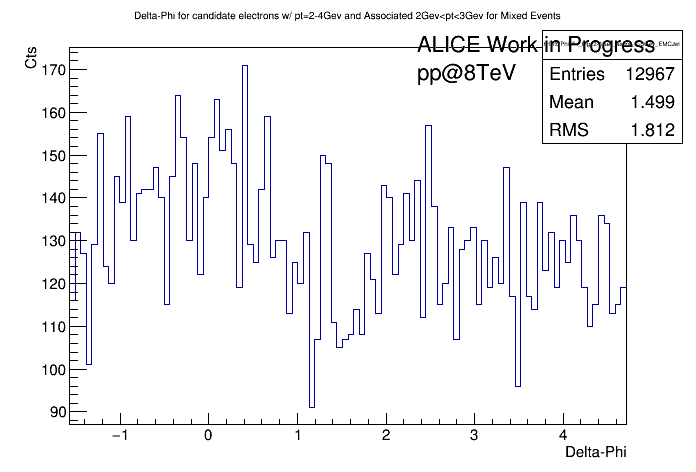 Delta-Phi for candidate electrons w/ pt=2-4Gev and Associated 2Gev<pt<3Gev for Mixed Events
Cts
ALICE Work in Progress
pp@8TeV
Entries 12967
Mean 1.499
RMS 1.812
170
160
150
140
130
120
110
100
90
−1 0 1 2 3 4
Delta-Phi